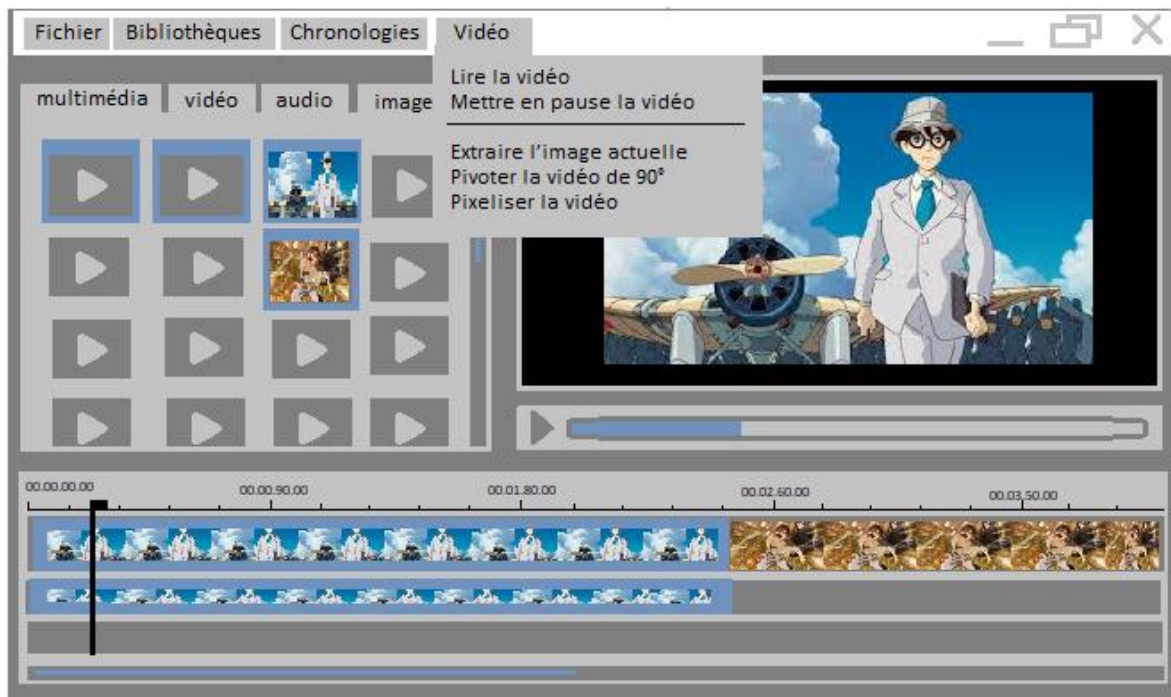 Fichier Bibliothèques Chronologies Vidéo
Lire la vidéo
Mettre en pause la vidéo
Extraire l'image actuelle
Pivoter la vidéo de 90°
Pixeliser la vidéo
multimédia vidéo audio image
00.00.00.00 00.00.90.00 00.01.80.00 00.02.60.00 00.03.50.00